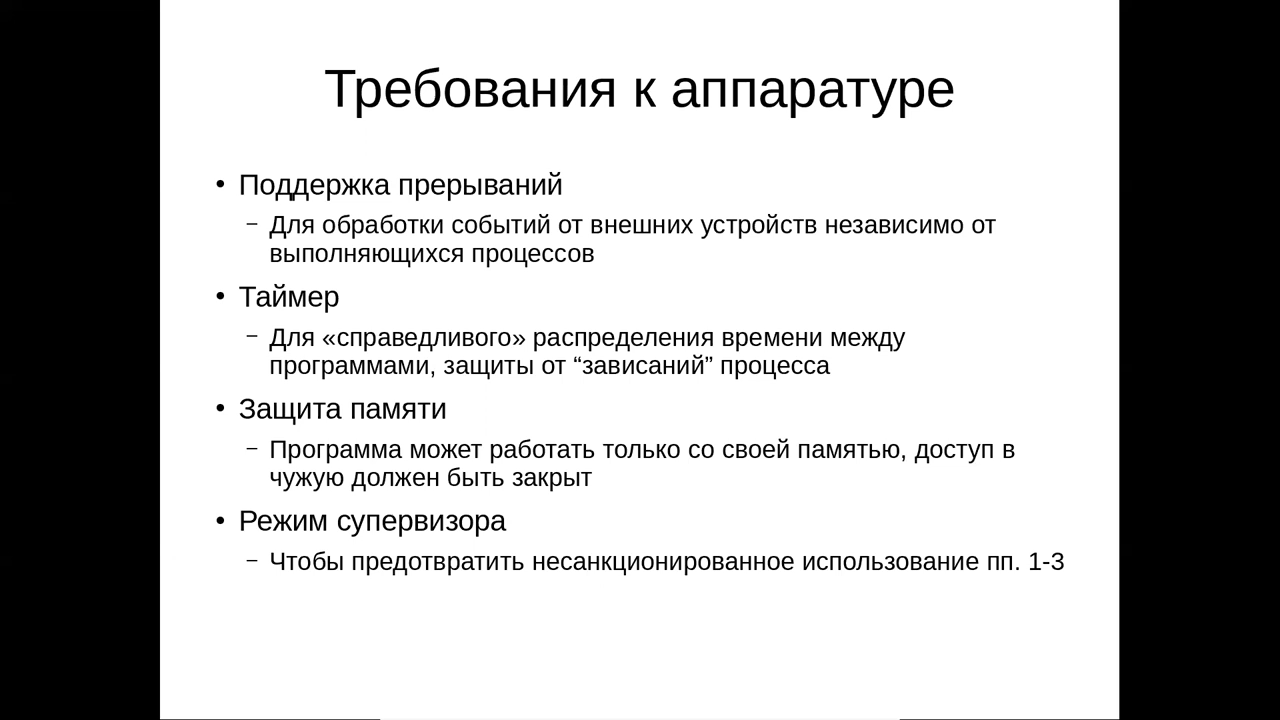 Требования к аппаратуре
• Поддержка прерываний
– Для обработки событий от внешних устройств независимо от
выполняющихся процессов
• Таймер
– Для «справедливого» распределения времени между
программами, защиты от “зависаний” процесса
• Защита памяти
– Программа может работать только со своей памятью, доступ в
чужую должен быть закрыт
• Режим супервизора
– Чтобы предотвратить несанкционированное использование пп. 1-3